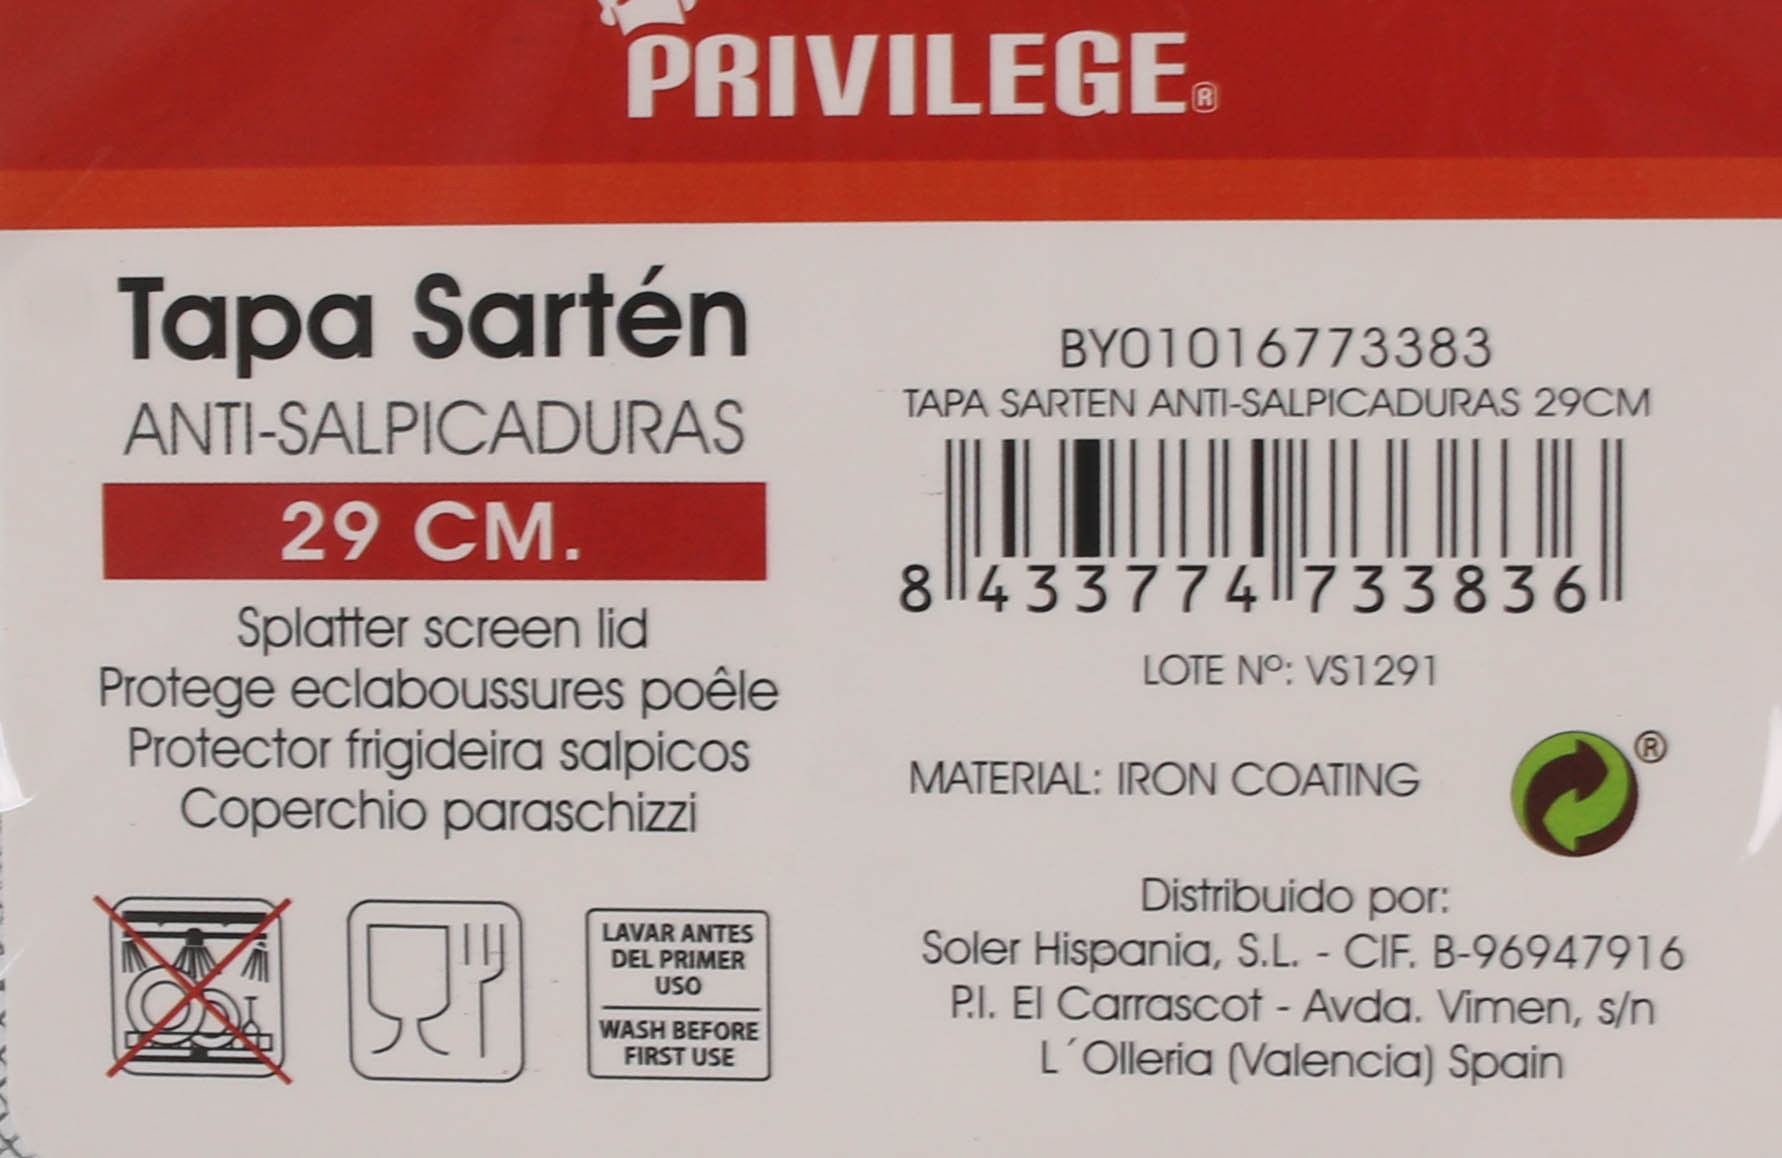 PRIVILEGE®
Tapa Sartén
ANTI-SALPICADURAS
29 CM.
Splatter screen lid
Protege eclaboussures poêle
Protector frigideira salpicos
Coperchio paraschizzi
LAVAR ANTES
DEL PRIMER
USO
WASH BEFORE
FIRST USE
BY01016773383
TAPA SARTEN ANTI-SALPICADURAS 29CM
8 433774 733836
LOTE Nº: VS1291
MATERIAL: IRON COATING
®
Distribuido por:
Soler Hispania, S.L. - CIF. B-96947916
P.I. El Carrascot - Avda. Vimen, s/n
L´Olleria (Valencia) Spain